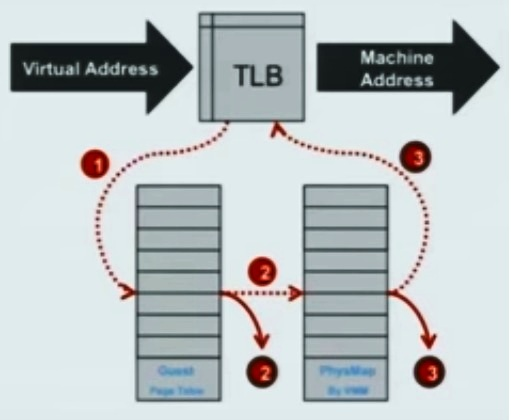 Virtual Address
TLB
Machine
Address
1
3
2
2
3
Guest
Page Table
PhysMap
By VMM